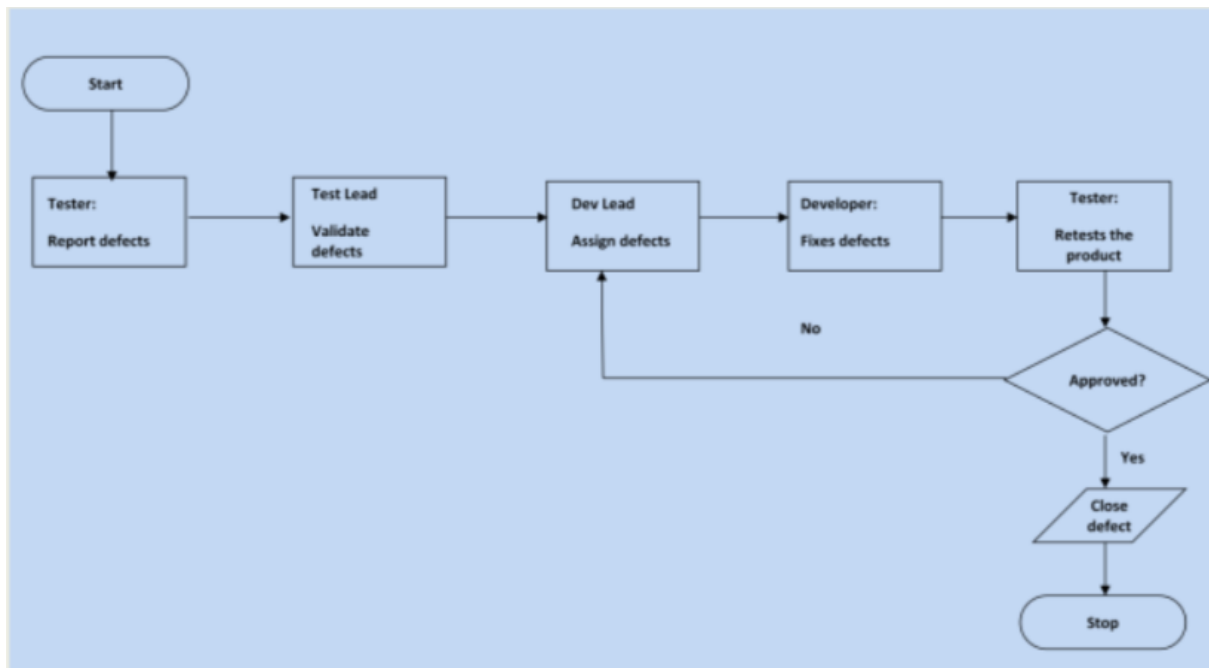 Start
Tester:
Report defects
Test Lead
Validate
defects
Dev Lead
Assign defects
Developer:
Fixes defects
Tester:
Retests the
product
No
Approved?
Yes
Close
defect
Stop